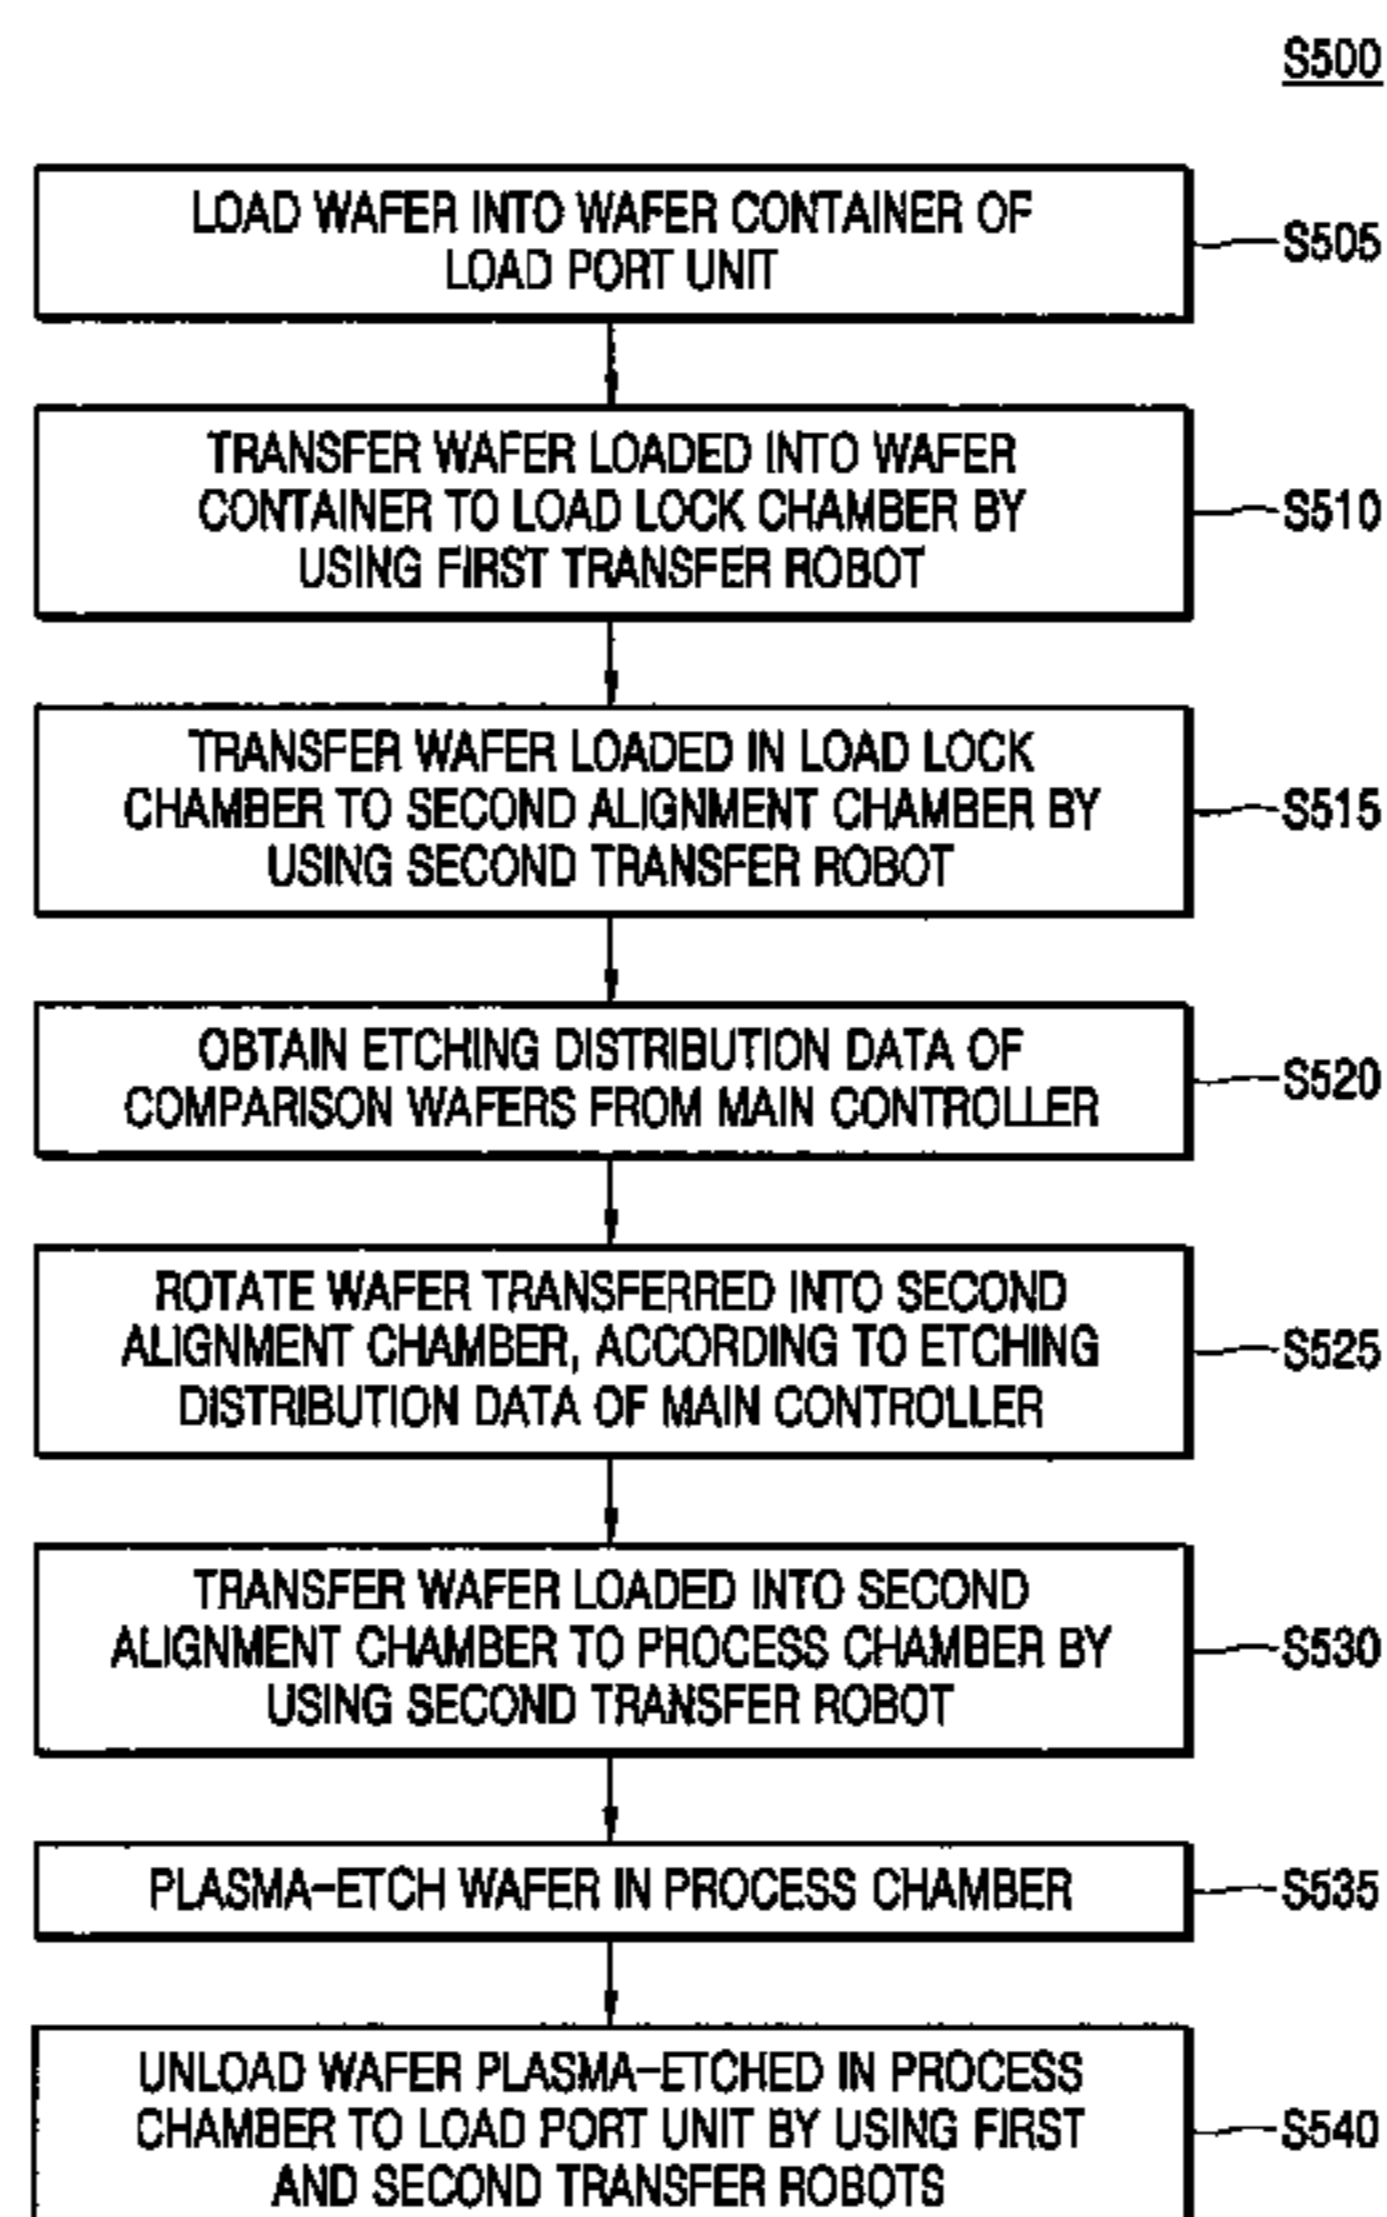 S500
LOAD WAFER INTO WAFER CONTAINER OF
LOAD PORT UNIT
S505
TRANSFER WAFER LOADED INTO WAFER
CONTAINER TO LOAD LOCK CHAMBER BY
USING FIRST TRANSFER ROBOT
S510
TRANSFER WAFER LOADED IN LOAD LOCK
CHAMBER TO SECOND ALIGNMENT CHAMBER BY
USING SECOND TRANSFER ROBOT
S515
OBTAIN ETCHING DISTRIBUTION DATA OF
COMPARISON WAFERS FROM MAIN CONTROLLER
S520
ROTATE WAFER TRANSFERRED INTO SECOND
ALIGNMENT CHAMBER, ACCORDING TO ETCHING
DISTRIBUTION DATA OF MAIN CONTROLLER
S525
TRANSFER WAFER LOADED INTO SECOND
ALIGNMENT CHAMBER TO PROCESS CHAMBER BY
USING SECOND TRANSFER ROBOT
S530
PLASMA-ETCH WAFER IN PROCESS CHAMBER
S535
UNLOAD WAFER PLASMA-ETCHED IN PROCESS
CHAMBER TO LOAD PORT UNIT BY USING FIRST
AND SECOND TRANSFER ROBOTS
S540